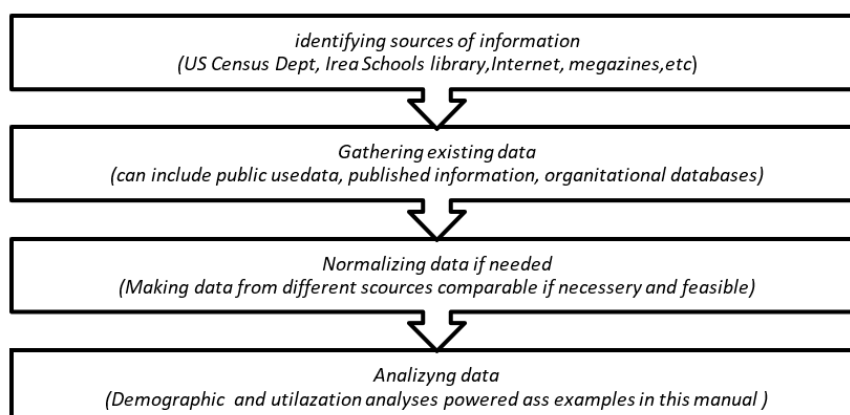 identifying sources of information
(US Census Dept, Irea Schools library,Internet, megazines,etc)
Gathering existing data
(can include public usedata, published information, organitational databases)
Normalizing data if needed
(Making data from different scources comparable if necessery and feasible)
Analizyng data
(Demographic and utilazation analyses powered ass examples in this manual )